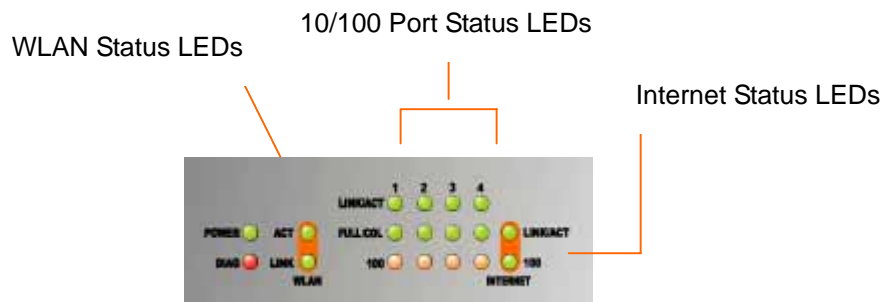 10/100 Port Status LEDs
WLAN Status LEDs
Internet Status LEDs
1 2 3 4
LINK/ACT
POWER ACT FULL/COL LINK/ACT
DIAG LINK 100 100
WLAN INTERNET